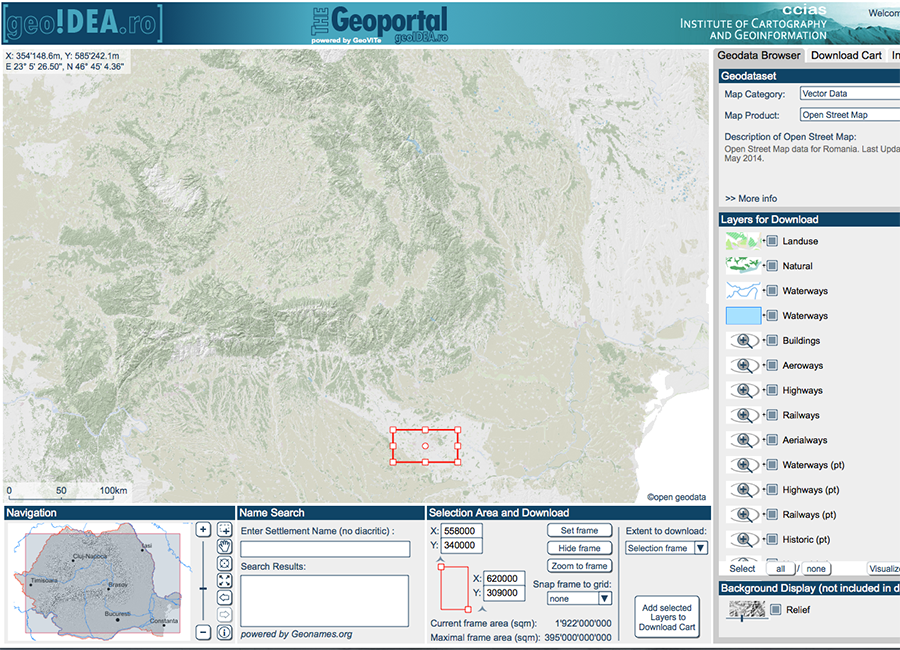 [geo!DEA.ro]
THE Geoportal
powered by GeoVITe geoIDEA.ro
ccias
INSTITUTE OF CARTOGRAPHY
AND GEOINFORMATION
Welcom
X: 354'148.6m, Y: 585'242.1m
E 23° 5' 26.50", N 46° 45' 4.36"
0 50 100km
©open geodata
Geodata Browser Download Cart In
Geodataset
Map Category: Vector Data
Map Product: Open Street Map
Description of Open Street Map:
Open Street Map data for Romania. Last Upda
May 2014.
>> More info
Layers for Download
Landuse
Natural
Waterways
Waterways
Buildings
Aeroways
Highways
Railways
Aerialways
Waterways (pt)
Highways (pt)
Railways (pt)
Historic (pt)
Select all / none Visualiz
Background Display (not included in d
Relief
Navigation
Cluj-Napoca
Iasi
Timisoara
Brasov
Bucuresti
Constanta
Name Search
Enter Settlement Name (no diacritic) :
Search Results:
powered by Geonames.org
Selection Area and Download
X: 558000
Y: 340000
X: 620000
Y: 309000
Set frame
Hide frame
Zoom to frame
Snap frame to grid:
none
Current frame area (sqm): 1'922'000'000
Maximal frame area (sqm): 395'000'000'000
Extent to download:
Selection frame
Add selected
Layers to
Download Cart